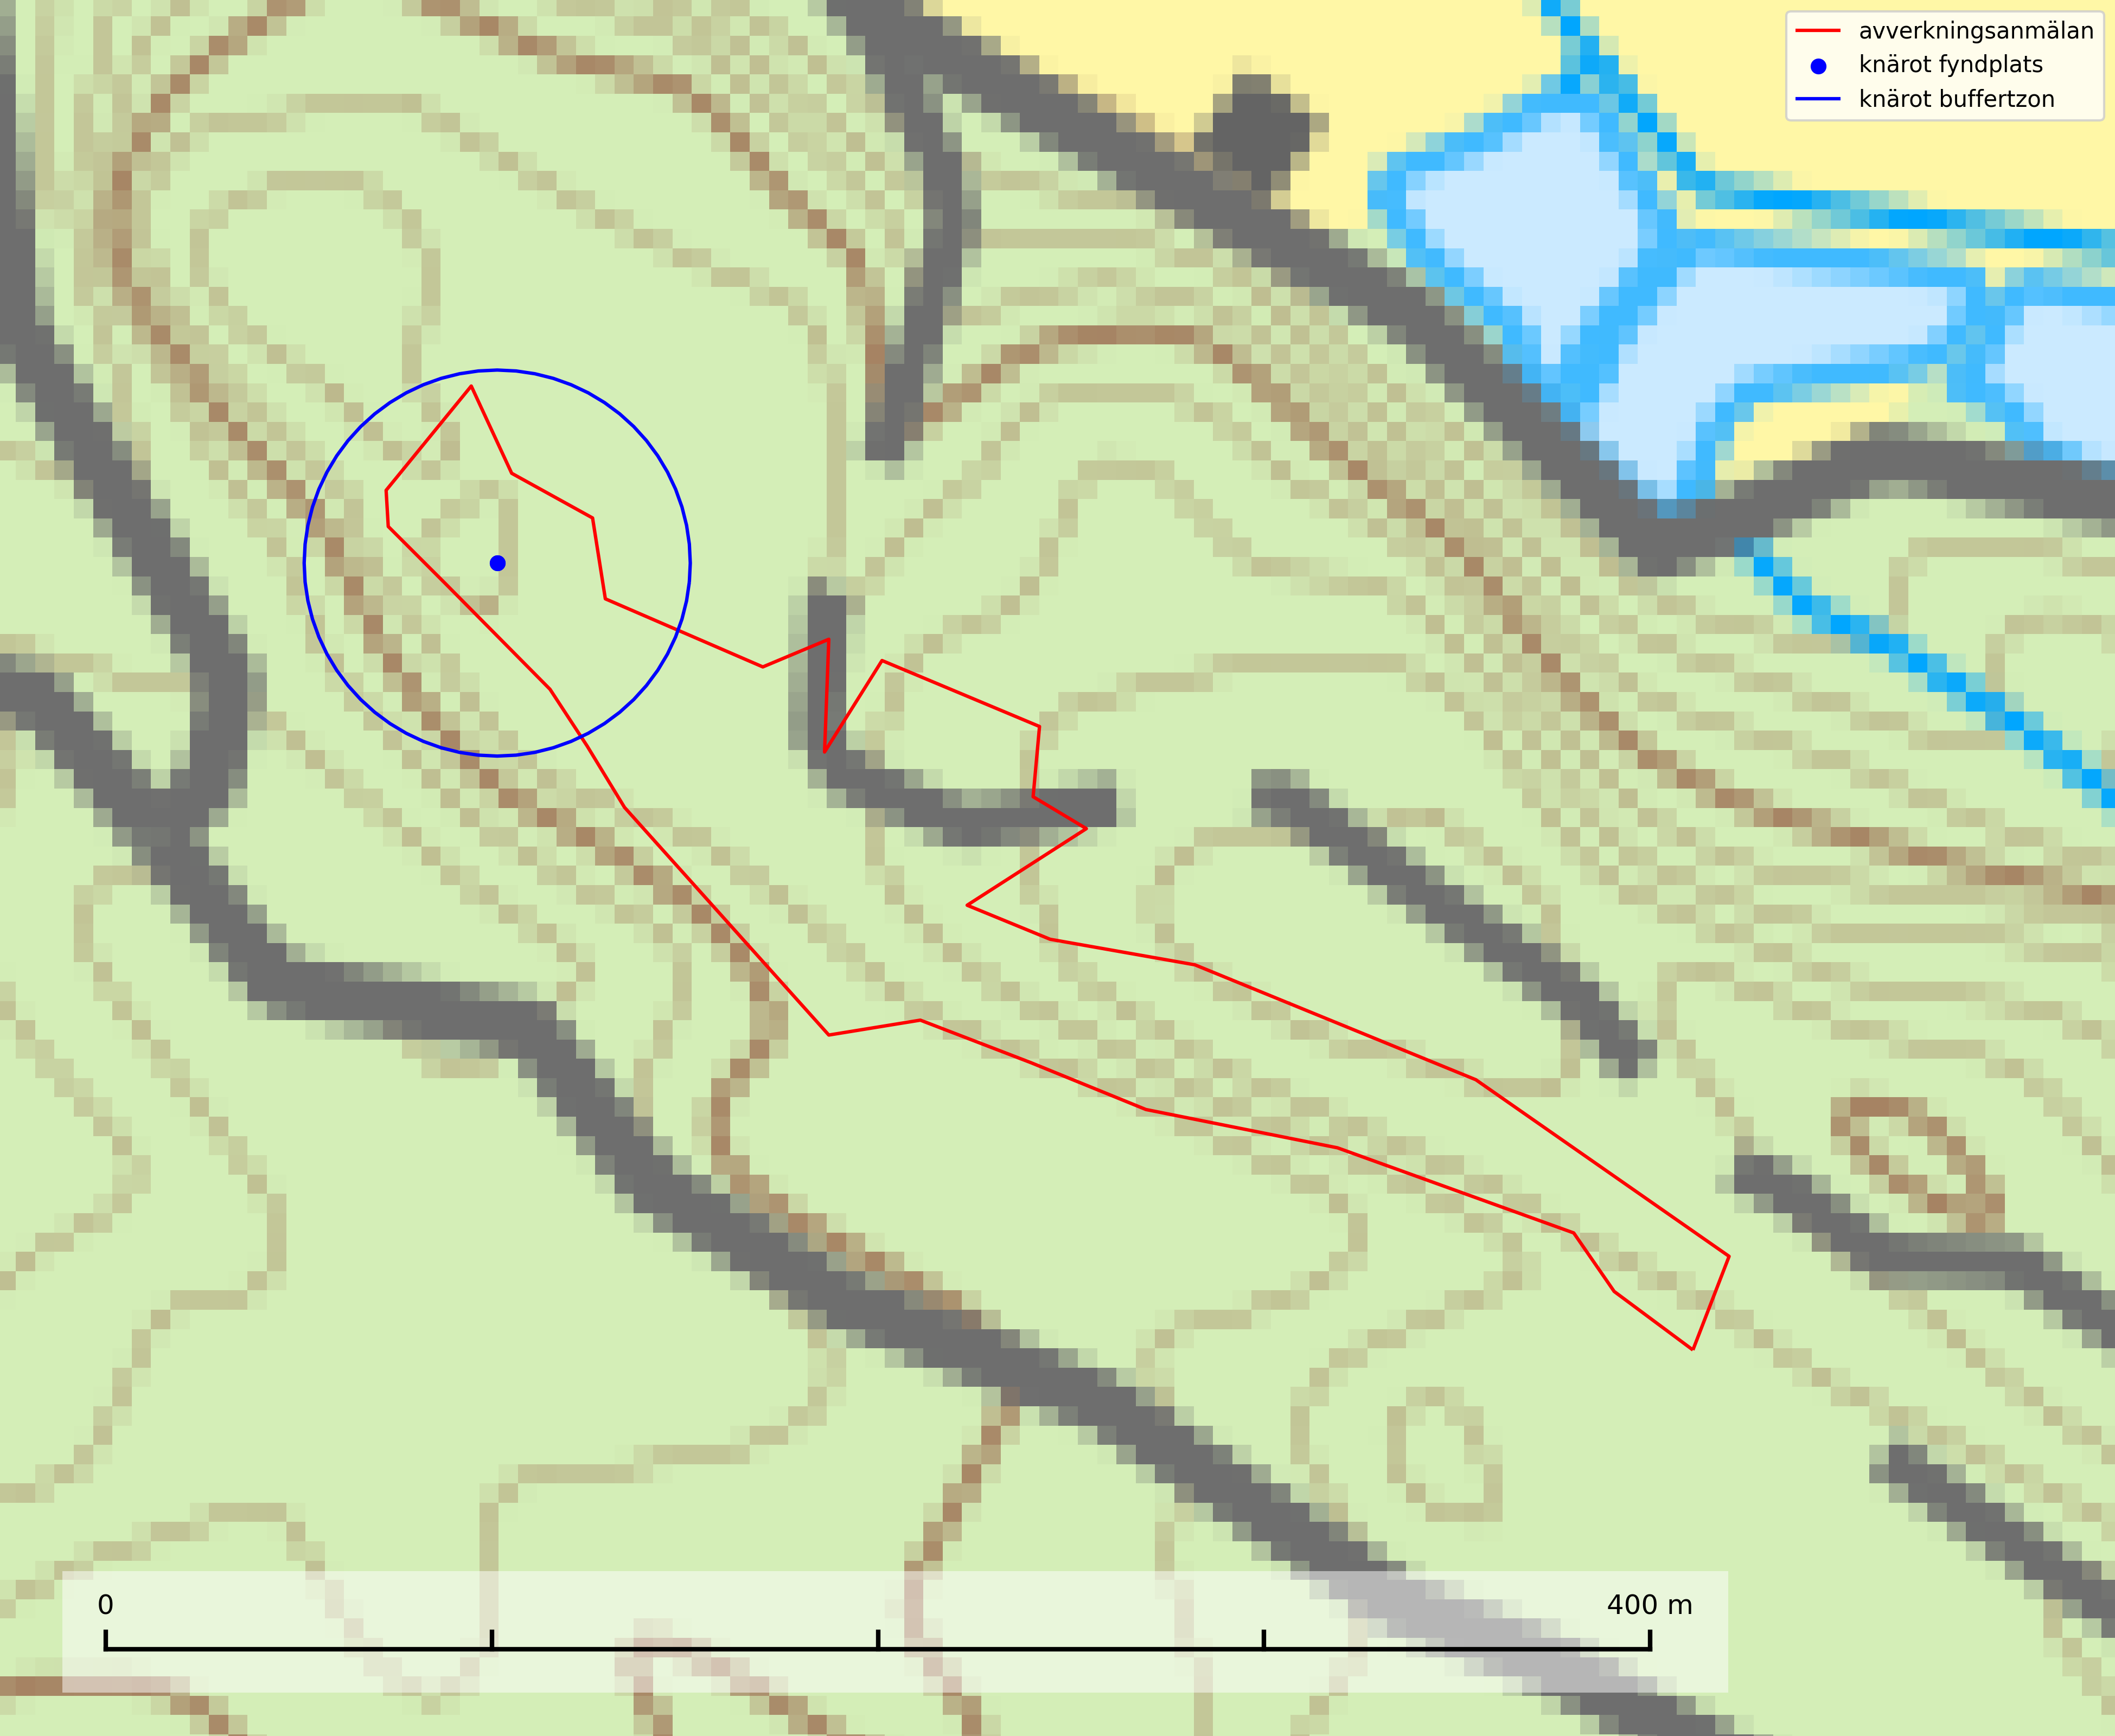 avverkningsanmälan
knärot fyndplats
knärot buffertzon
0
400 m